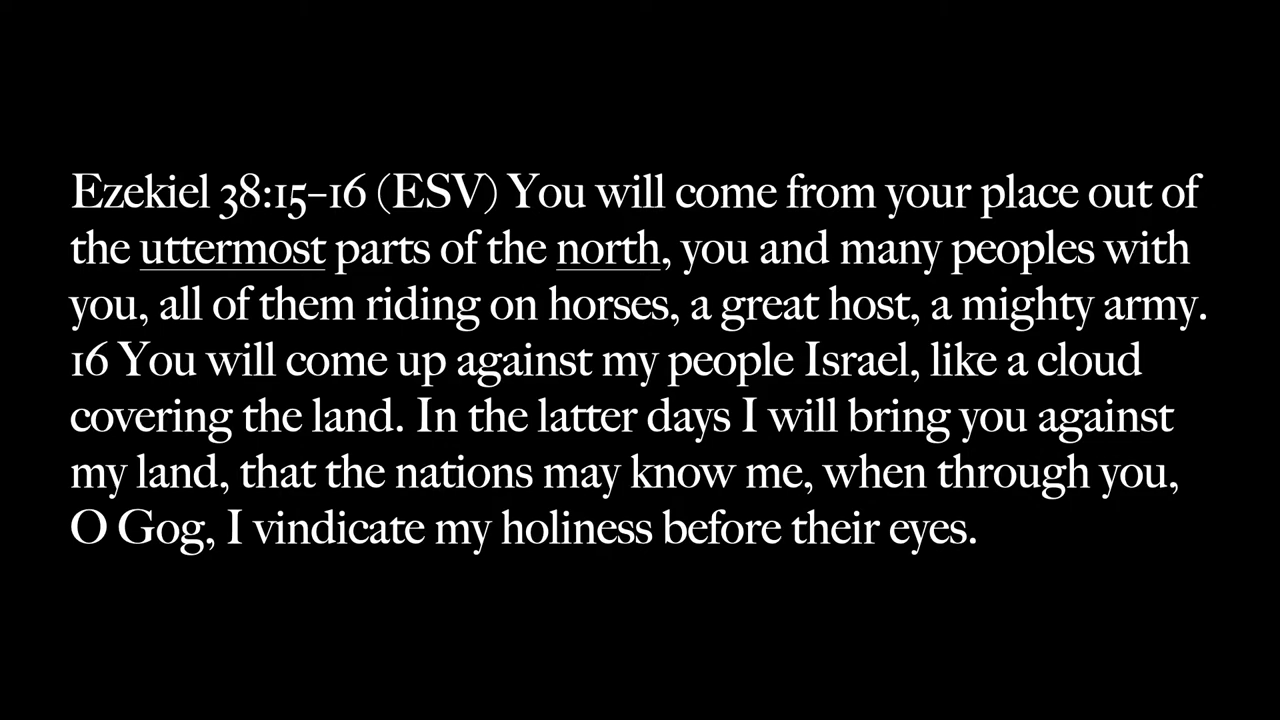 Ezekiel 38:15–16 (ESV) You will come from your place out of
the uttermost parts of the north, you and many peoples with
you, all of them riding on horses, a great host, a mighty army.
16 You will come up against my people Israel, like a cloud
covering the land. In the latter days I will bring you against
my land, that the nations may know me, when through you,
O Gog, I vindicate my holiness before their eyes.